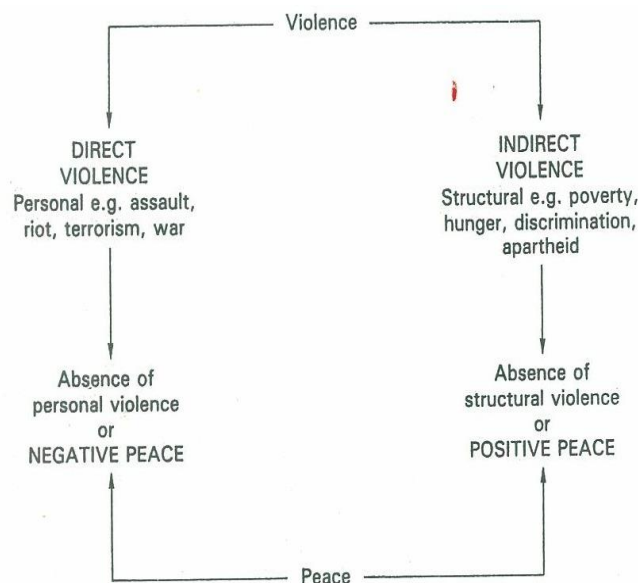 Violence
DIRECT
VIOLENCE
Personal e.g. assault,
riot, terrorism, war
INDIRECT
VIOLENCE
Structural e.g. poverty,
hunger, discrimination,
apartheid
Absence of
personal violence
or
NEGATIVE PEACE
Absence of
structural violence
or
POSITIVE PEACE
Peace